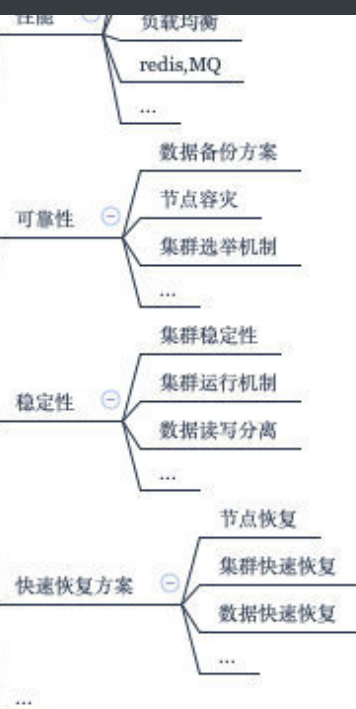 性能
负载均衡
redis,MQ
...
可靠性
数据备份方案
节点容灾
集群选举机制
...
稳定性
集群稳定性
集群运行机制
数据读写分离
...
快速恢复方案
节点恢复
集群快速恢复
数据快速恢复
...
...